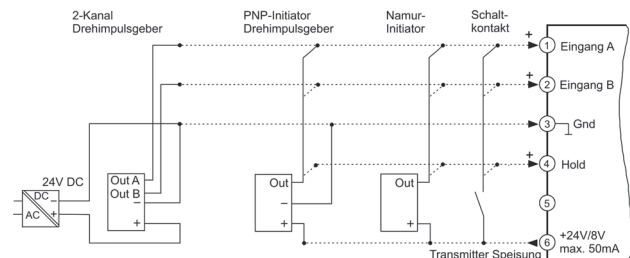 2-Kanal
Drehimpulsgeber
PNP-Initiator
Drehimpulsgeber
Namur-
Initiator
Schalt-
kontakt
+
1 Eingang A
+
2 Eingang B
3 Gnd
+
4 Hold
5
6 +24V/8V
max. 50mA
Transmitter Speisung
24V DC
DC -
AC +
Out A
Out B
-
+
Out
-
+
Out
+